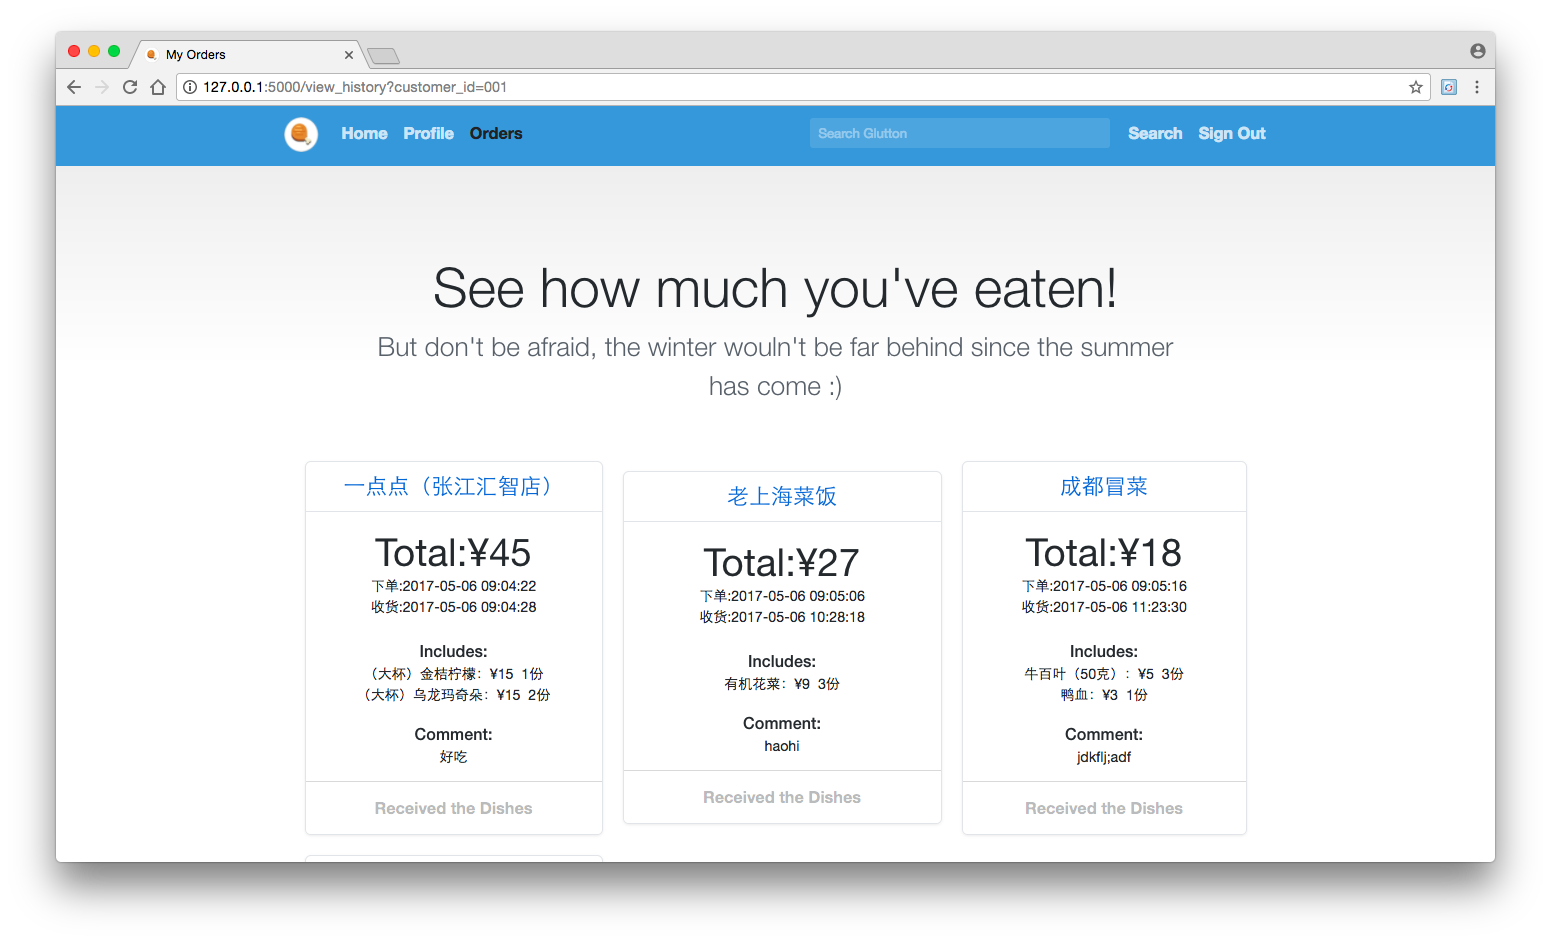 My Orders
127.0.0.1:5000/view_history?customer_id=001
Home Profile Orders Search Glutton Search Sign Out
See how much you've eaten!
But don't be afraid, the winter wouln't be far behind since the summer
has come :)
一点点（张江汇智店）
Total:¥45
下单:2017-05-06 09:04:22
收货:2017-05-06 09:04:28
Includes:
（大杯）金桔柠檬：¥15 1份
（大杯）乌龙玛奇朵：¥15 2份
Comment:
好吃
Received the Dishes
老上海菜饭
Total:¥27
下单:2017-05-06 09:05:06
收货:2017-05-06 10:28:18
Includes:
有机花菜：¥9 3份
Comment:
haohi
Received the Dishes
成都冒菜
Total:¥18
下单:2017-05-06 09:05:16
收货:2017-05-06 11:23:30
Includes:
牛百叶（50克）：¥5 3份
鸭血：¥3 1份
Comment:
jdkflj;adf
Received the Dishes